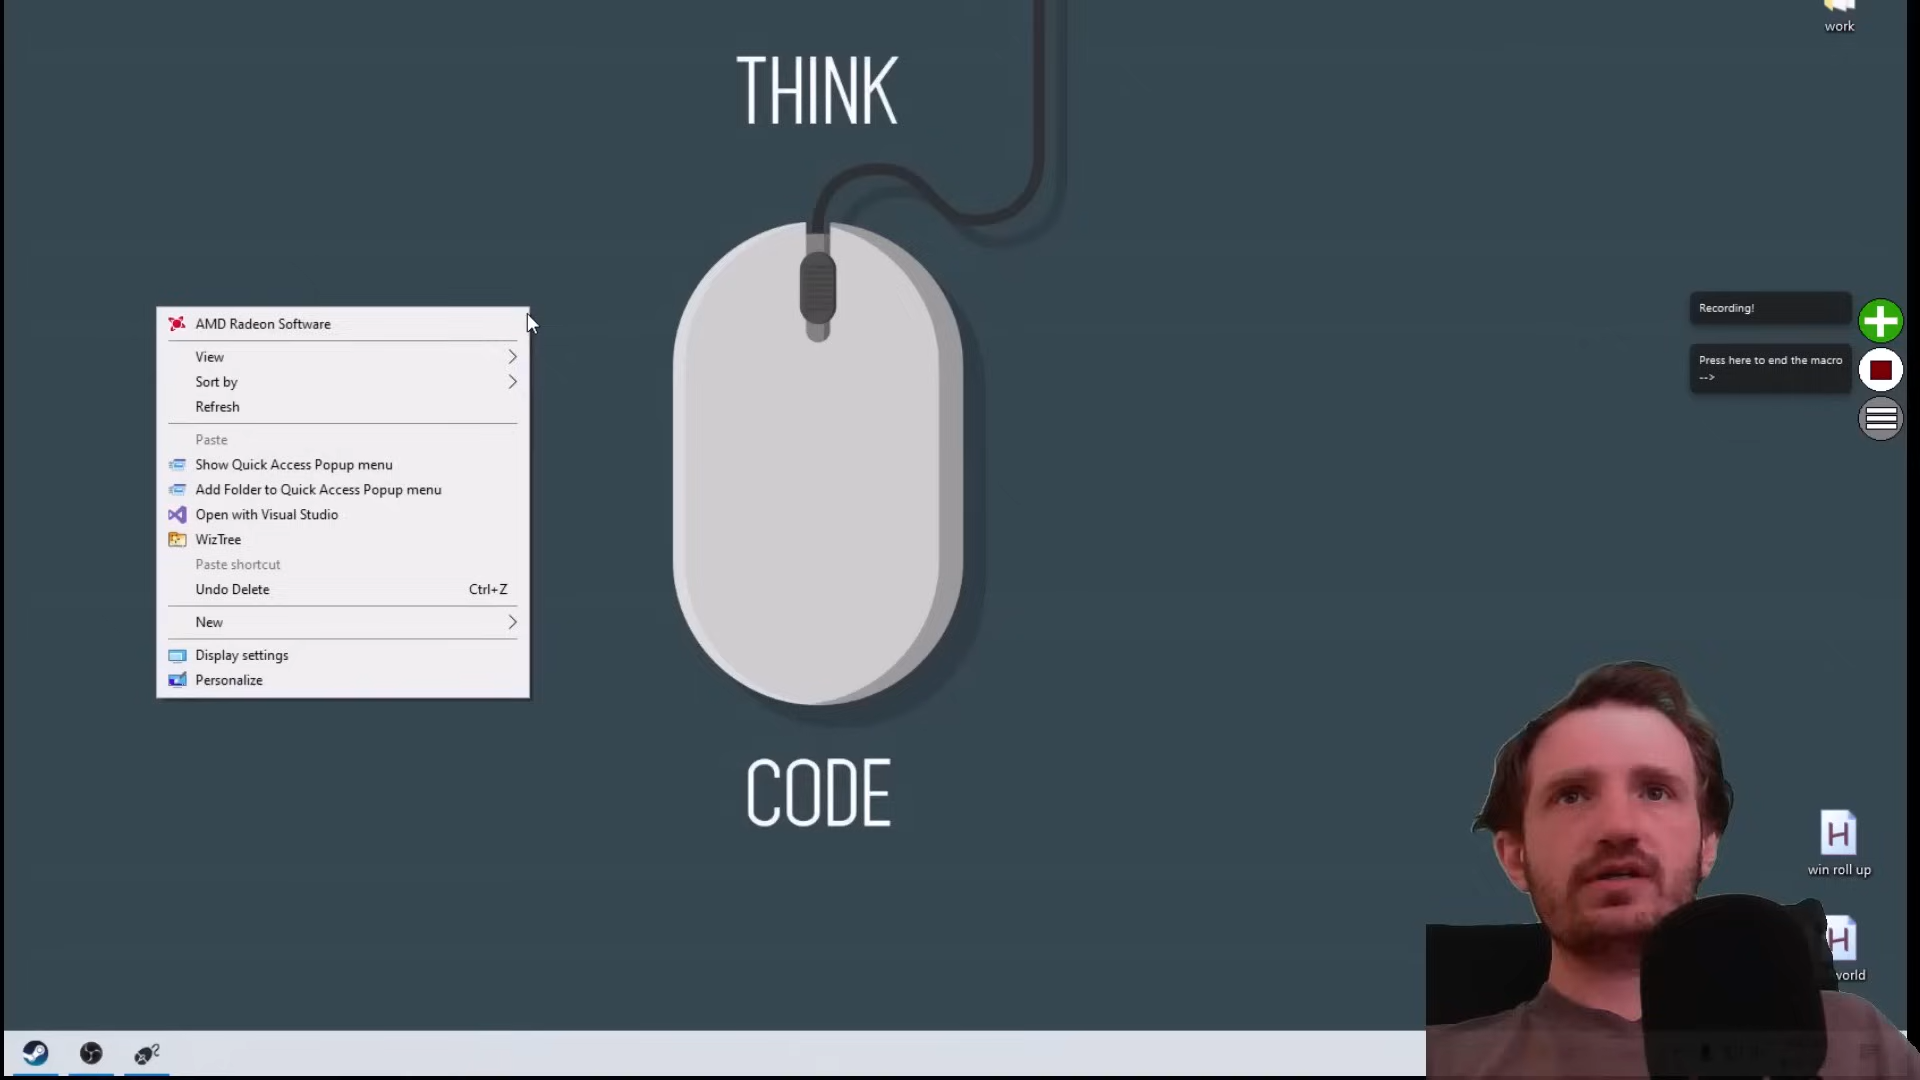 work
THINK
Recording!
Press here to end the macro
-->
AMD Radeon Software
View
Sort by
Refresh
Paste
Show Quick Access Popup menu
Add Folder to Quick Access Popup menu
Open with Visual Studio
WizTree
Paste shortcut
Undo Delete Ctrl+Z
New
Display settings
Personalize
CODE
win roll up
world